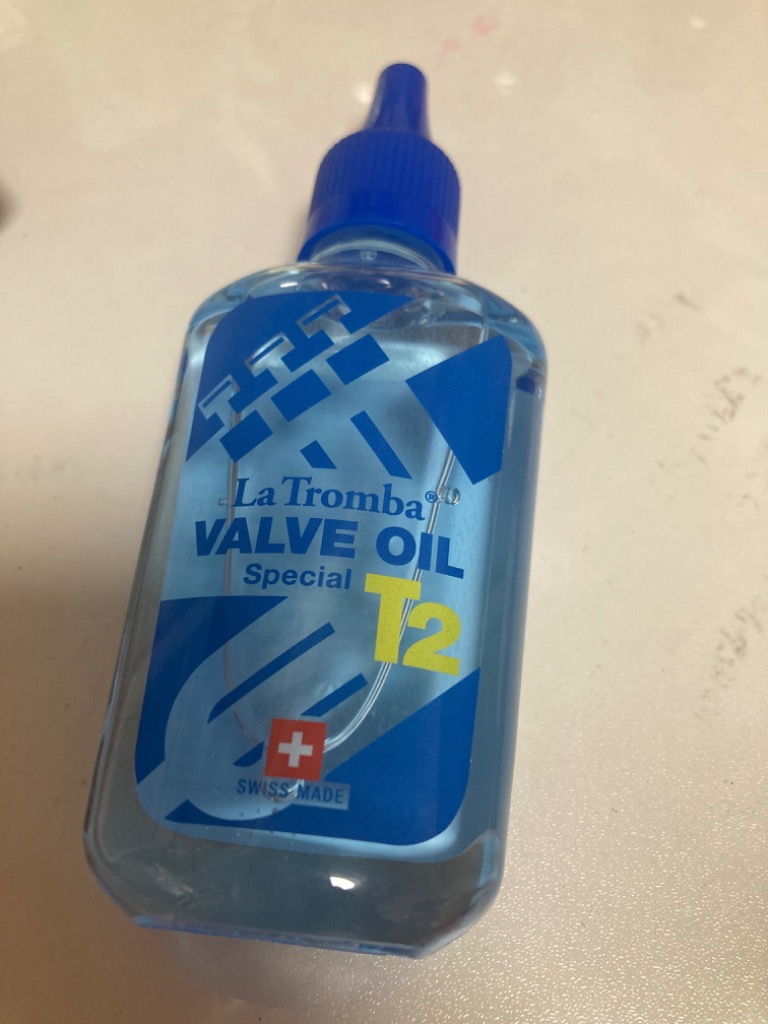 La Tromba®
VALVE OIL
Special T2
SWISS MADE